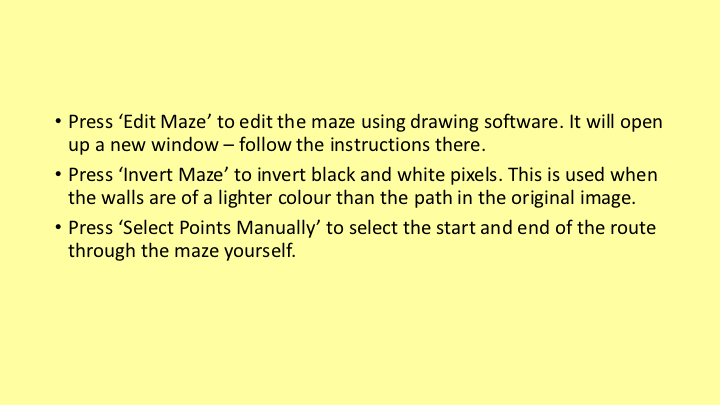 • Press ‘Edit Maze’ to edit the maze using drawing software. It will open
up a new window – follow the instructions there.
• Press ‘Invert Maze’ to invert black and white pixels. This is used when
the walls are of a lighter colour than the path in the original image.
• Press ‘Select Points Manually’ to select the start and end of the route
through the maze yourself.